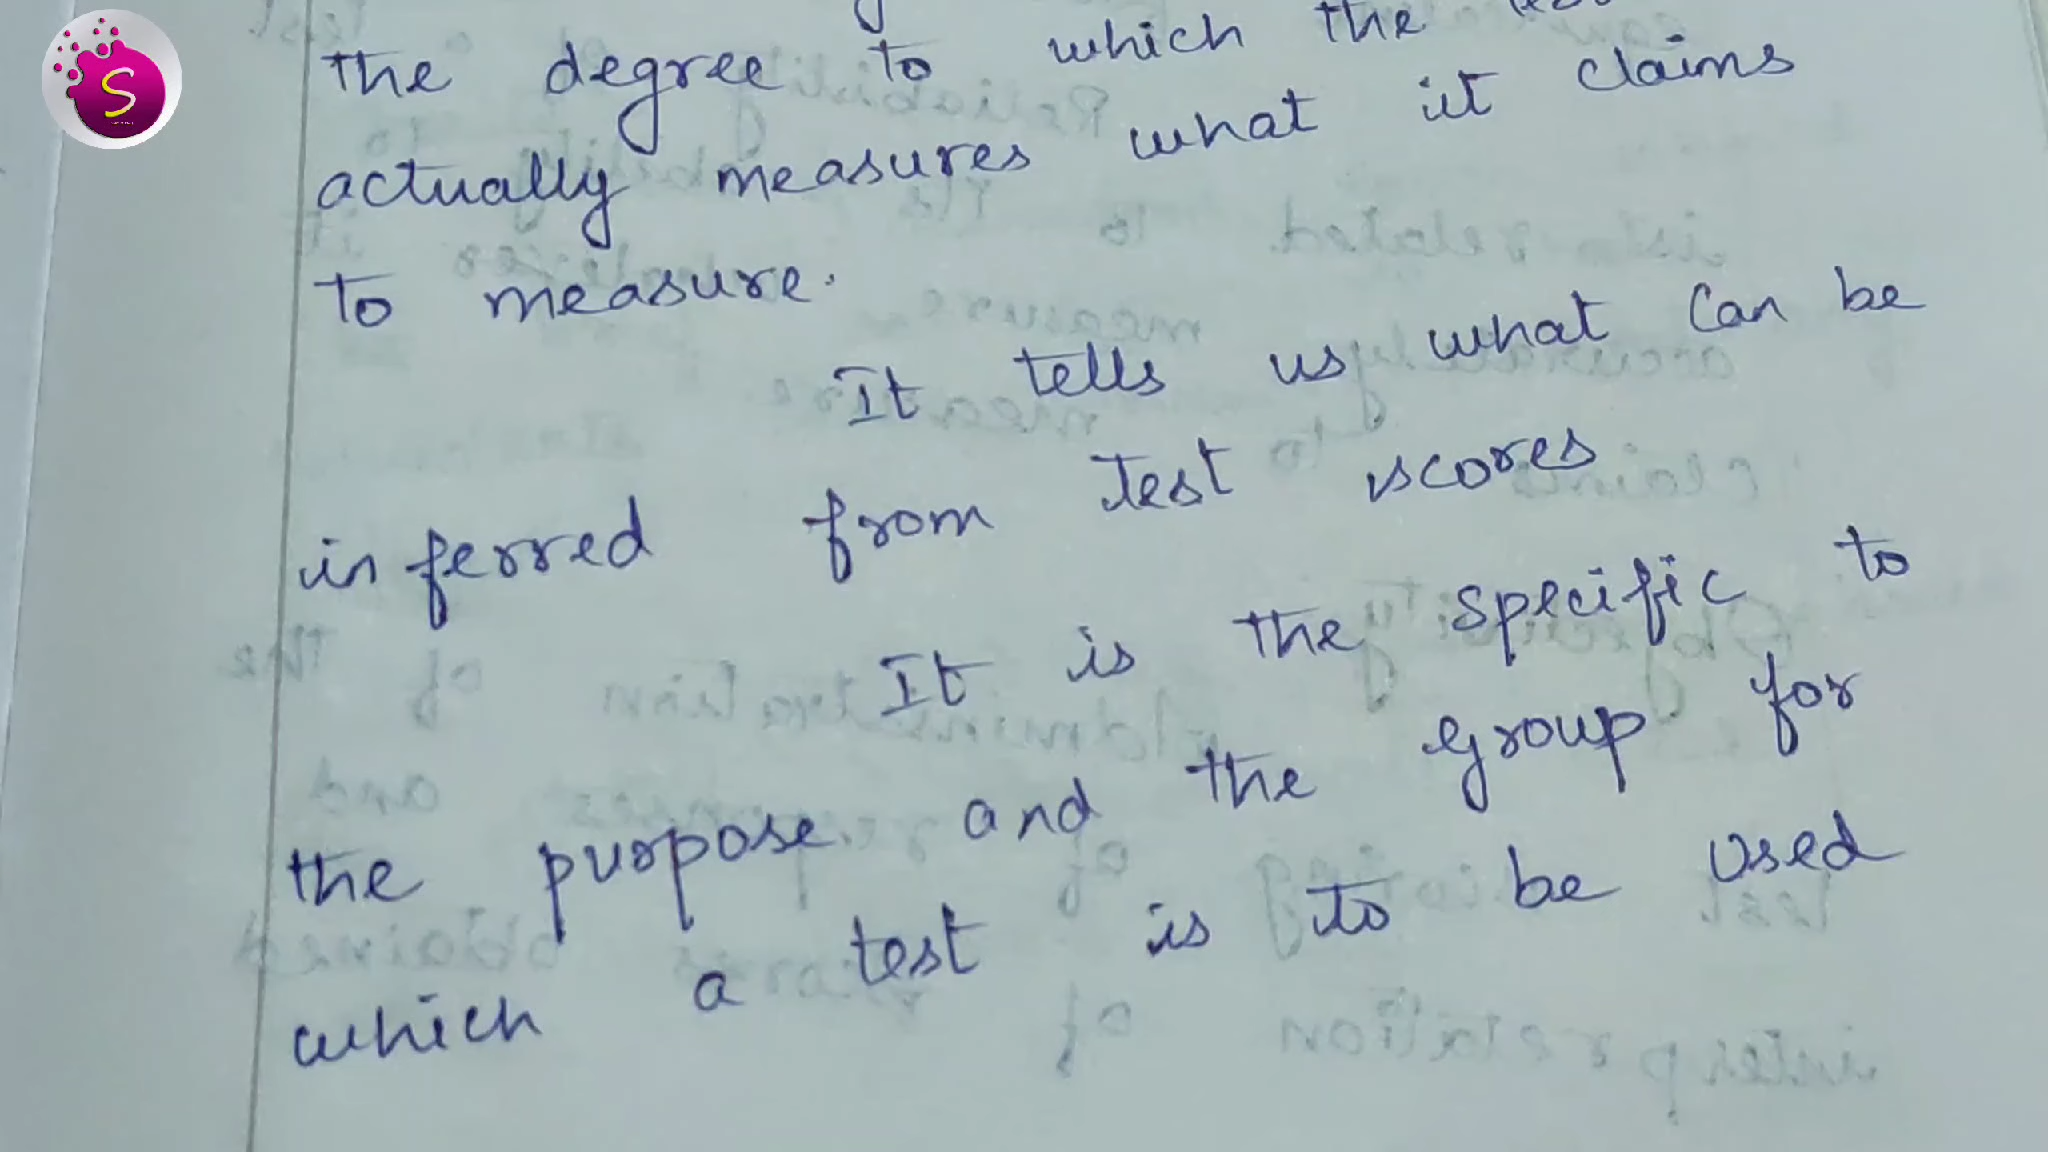 S
the degree to which the
actually measures what it claims
to measure.
It tells us what can be
inferred from test scores
It is the specific to
the purpose and the group for
which a test is to be used